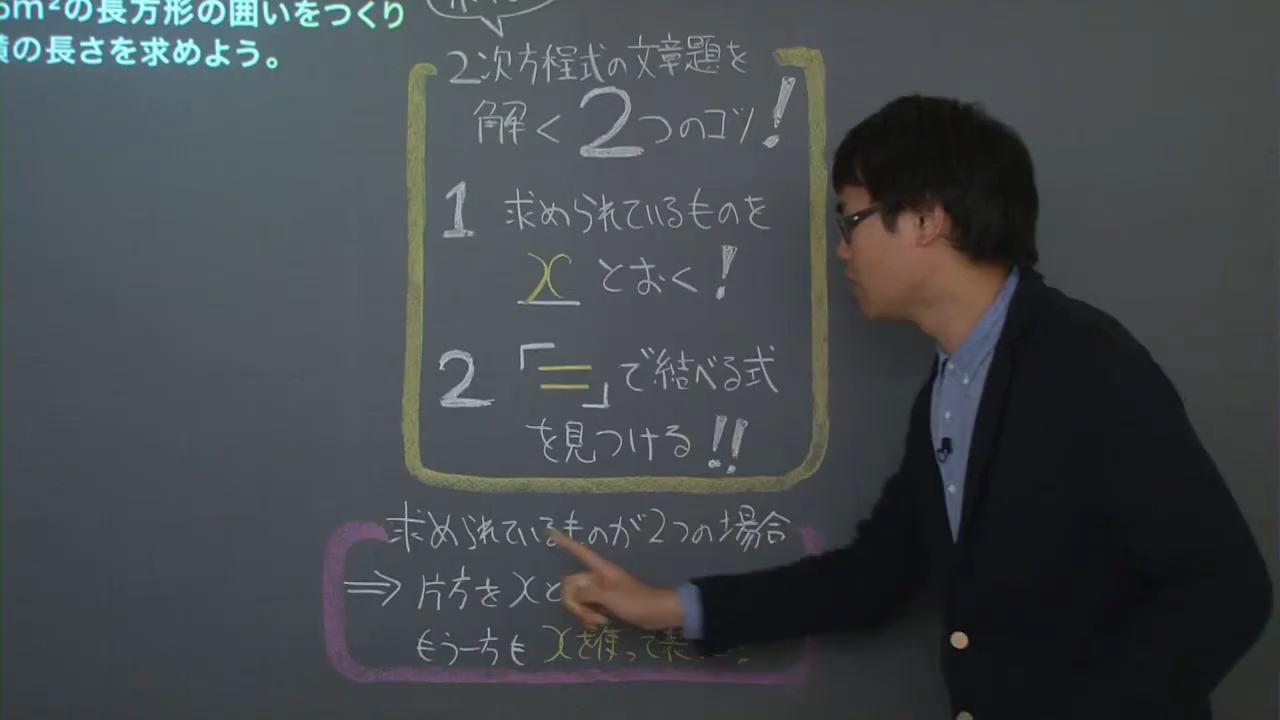 m²の長方形の囲いをつくり
の長さを求めよう。
2次方程式の文章題を
解く2つのコツ!
1 求められているものを
x とおく!
2 「=」で結べる式
を見つける!!
求められているものが2つの場合
⇒ 片方をxと
もう一方も xを使って表